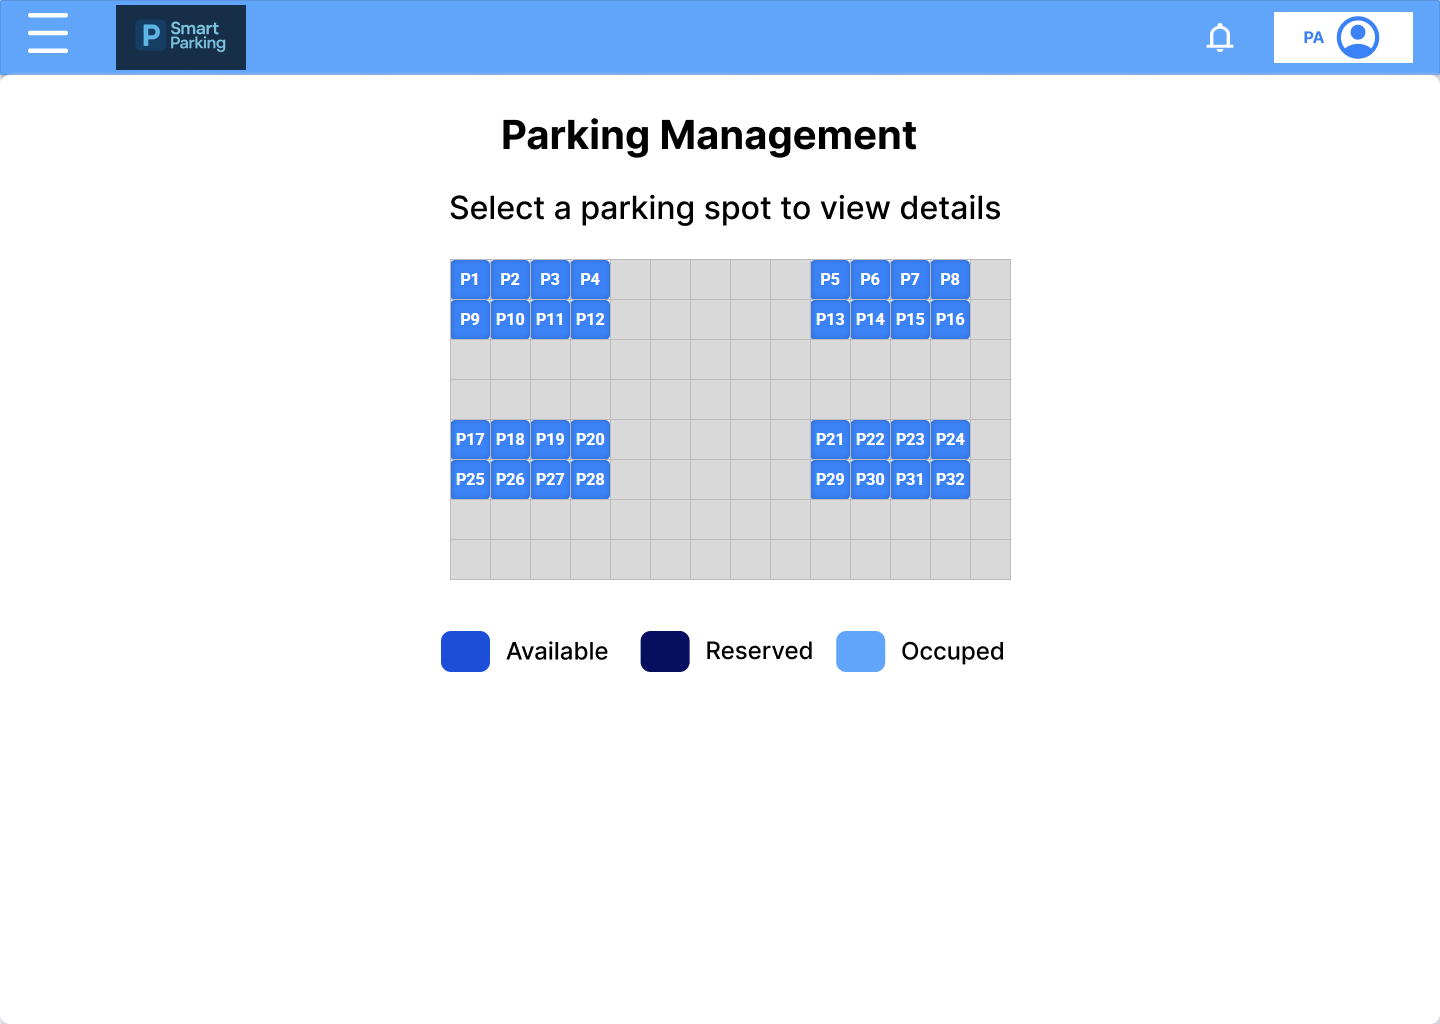 P Smart
Parking
PA
Parking Management
Select a parking spot to view details
P1 P2 P3 P4 P5 P6 P7 P8
P9 P10 P11 P12 P13 P14 P15 P16
P17 P18 P19 P20 P21 P22 P23 P24
P25 P26 P27 P28 P29 P30 P31 P32
Available Reserved Occuped